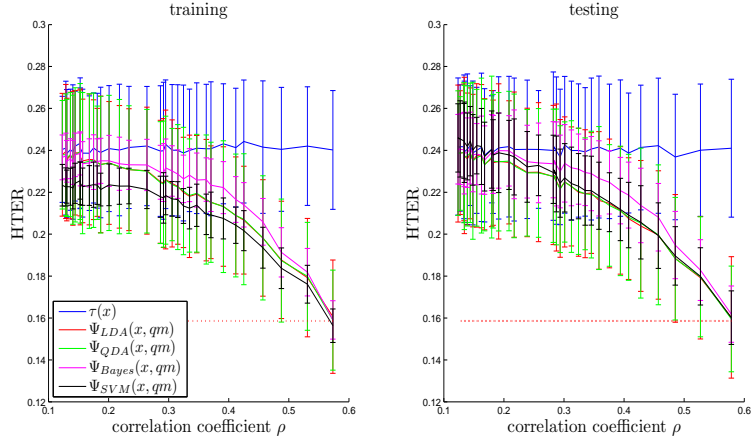 training
0.3
0.28
0.26
0.24
0.22
0.2
0.18
0.16
0.14
0.12
HTER
0.1
0.2
0.3
0.4
0.5
0.6
correlation coefficient ρ
τ(x)
Ψ_LDA(x, qm)
Ψ_QDA(x, qm)
Ψ_Bayes(x, qm)
Ψ_SVM(x, qm)
testing
0.3
0.28
0.26
0.24
0.22
0.2
0.18
0.16
0.14
0.12
HTER
0.1
0.2
0.3
0.4
0.5
0.6
correlation coefficient ρ